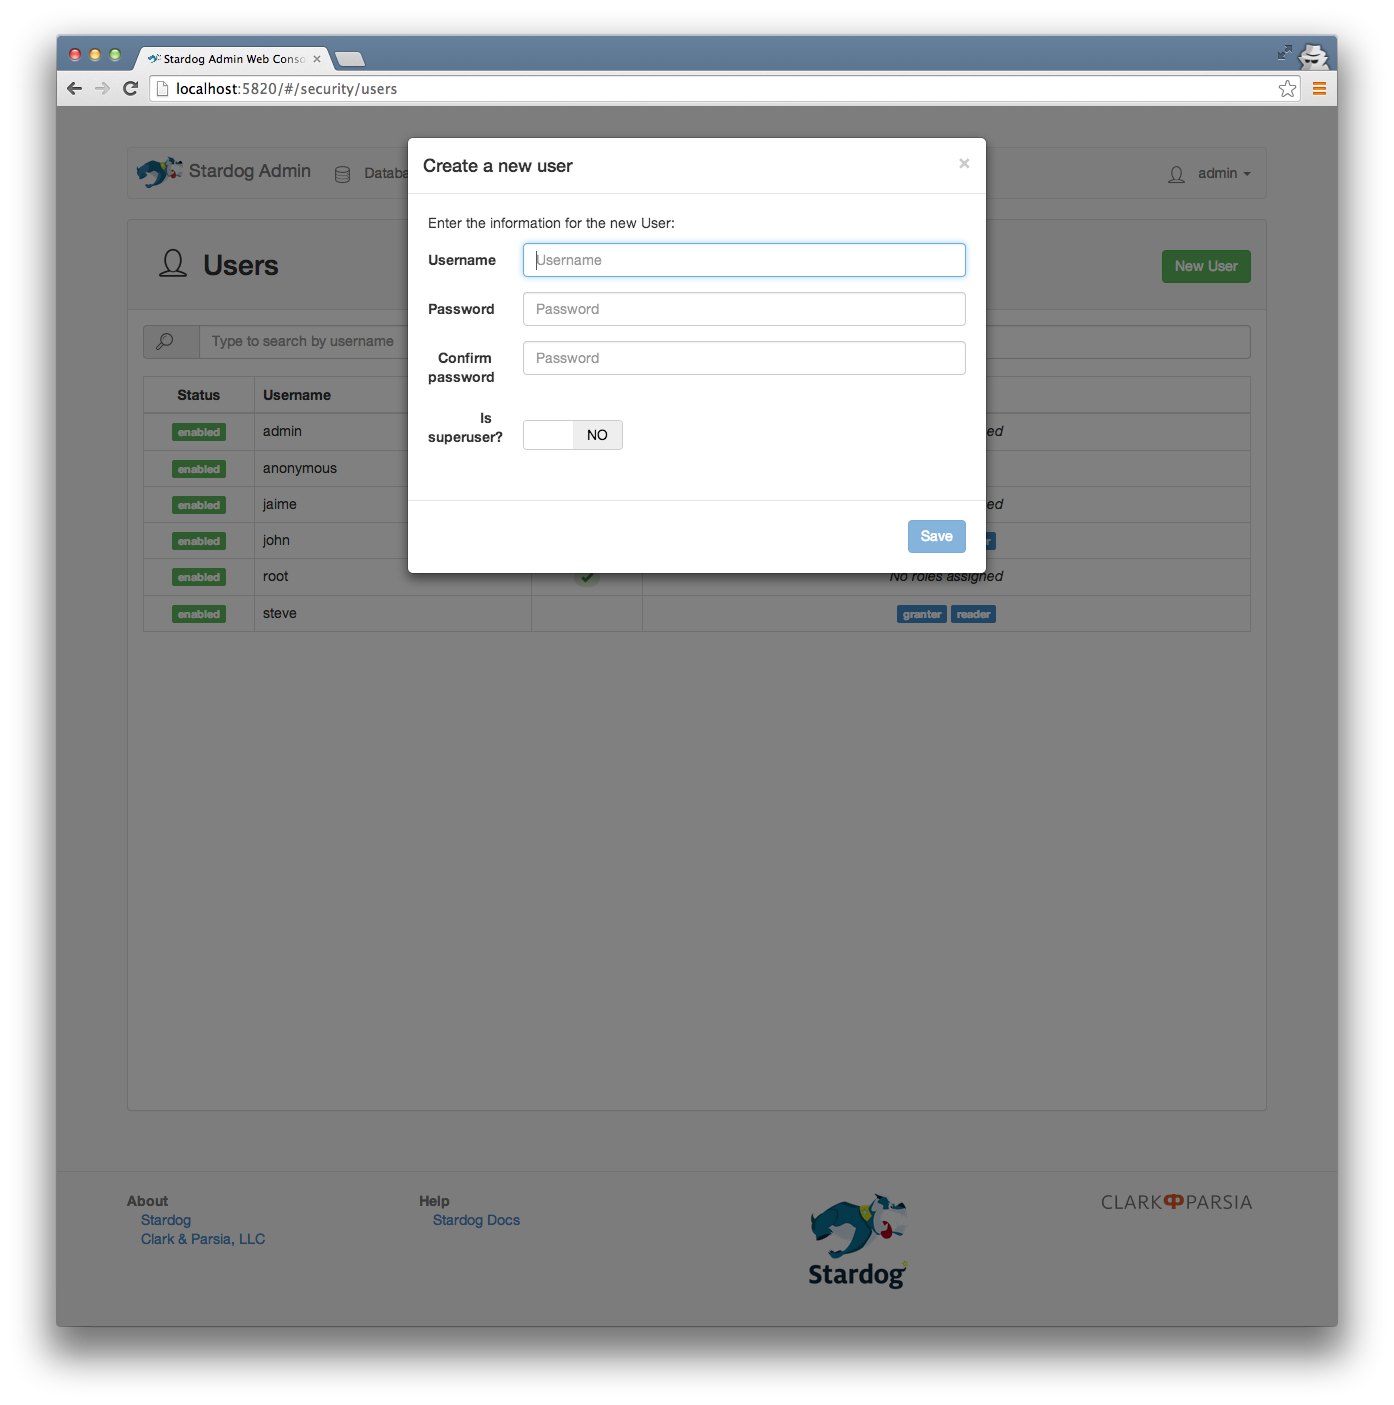 Stardog Admin Web Conso
localhost:5820/#/security/users
Stardog Admin
Databa
admin
Create a new user
Enter the information for the new User:
Username
Username
Password
Password
Confirm password
Password
Is superuser?
NO
Save
Users
New User
Type to search by username
Status Username
enabled admin ed
enabled anonymous
enabled jaime ed
enabled john r
enabled root No roles assigned
enabled steve granter reader
About
Stardog
Clark & Parsia, LLC
Help
Stardog Docs
Stardog
CLARK PARSIA